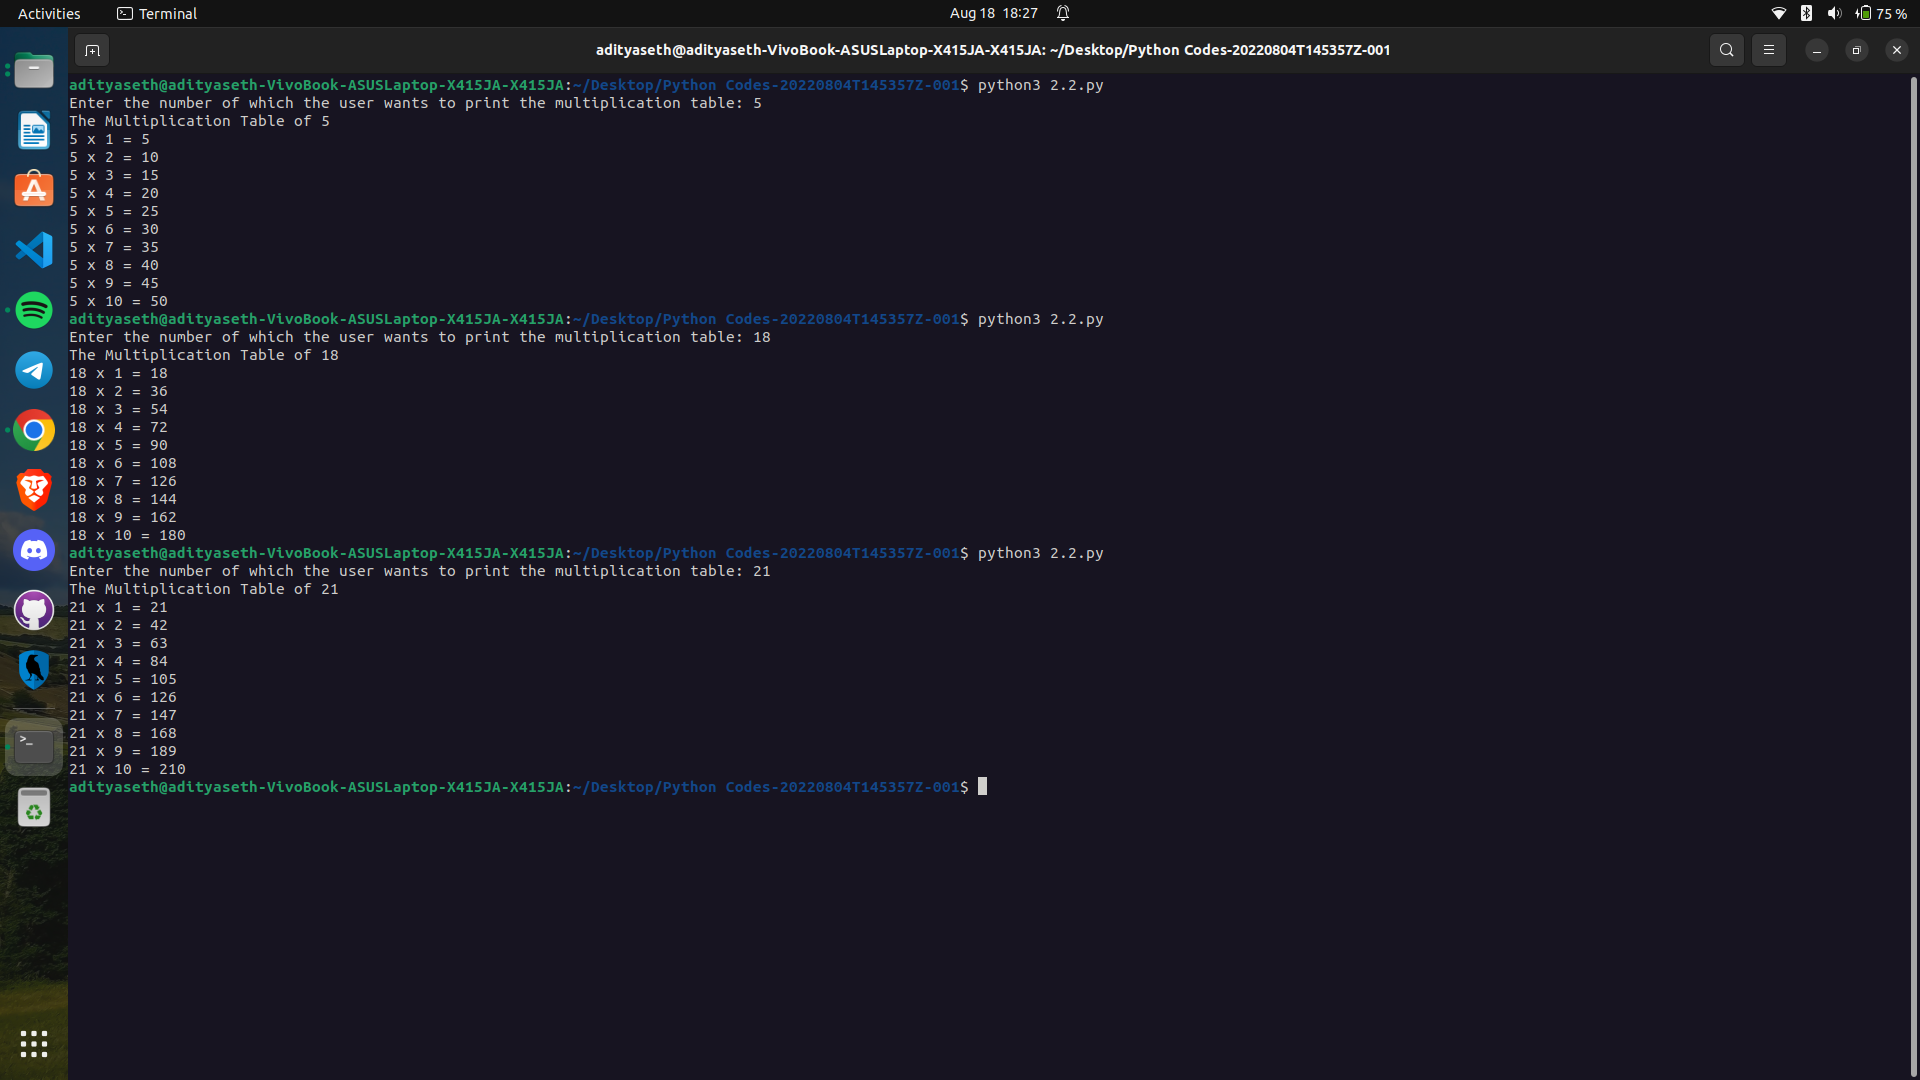 Activities Terminal Aug 18 18:27 75 %
adityaseth@adityaseth-VivoBook-ASUSLaptop-X415JA-X415JA: ~/Desktop/Python Codes-20220804T145357Z-001
adityaseth@adityaseth-VivoBook-ASUSLaptop-X415JA-X415JA:~/Desktop/Python Codes-20220804T145357Z-001$ python3 2.2.py
Enter the number of which the user wants to print the multiplication table: 5
The Multiplication Table of 5
5 x 1 = 5
5 x 2 = 10
5 x 3 = 15
5 x 4 = 20
5 x 5 = 25
5 x 6 = 30
5 x 7 = 35
5 x 8 = 40
5 x 9 = 45
5 x 10 = 50
adityaseth@adityaseth-VivoBook-ASUSLaptop-X415JA-X415JA:~/Desktop/Python Codes-20220804T145357Z-001$ python3 2.2.py
Enter the number of which the user wants to print the multiplication table: 18
The Multiplication Table of 18
18 x 1 = 18
18 x 2 = 36
18 x 3 = 54
18 x 4 = 72
18 x 5 = 90
18 x 6 = 108
18 x 7 = 126
18 x 8 = 144
18 x 9 = 162
18 x 10 = 180
adityaseth@adityaseth-VivoBook-ASUSLaptop-X415JA-X415JA:~/Desktop/Python Codes-20220804T145357Z-001$ python3 2.2.py
Enter the number of which the user wants to print the multiplication table: 21
The Multiplication Table of 21
21 x 1 = 21
21 x 2 = 42
21 x 3 = 63
21 x 4 = 84
21 x 5 = 105
21 x 6 = 126
21 x 7 = 147
21 x 8 = 168
21 x 9 = 189
21 x 10 = 210
adityaseth@adityaseth-VivoBook-ASUSLaptop-X415JA-X415JA:~/Desktop/Python Codes-20220804T145357Z-001$